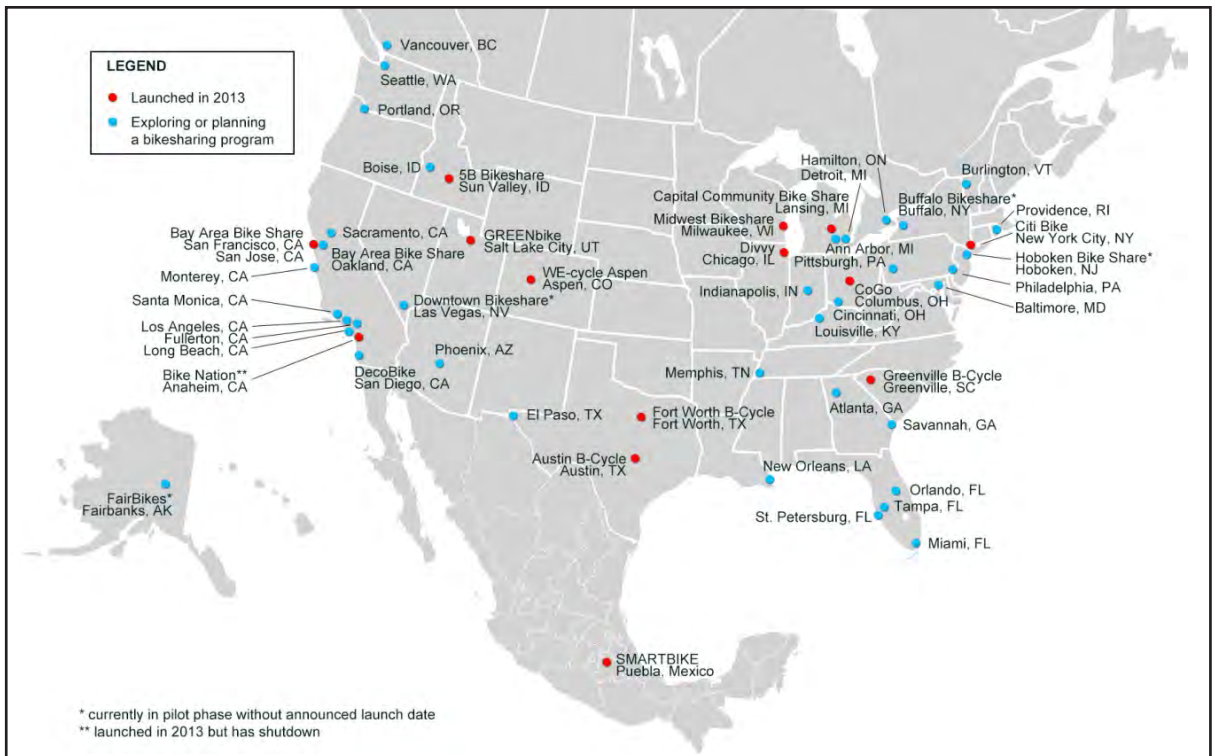 LEGEND
Launched in 2013
Exploring or planning
a bikesharing program
Vancouver, BC
Seattle, WA
Portland, OR
Boise, ID
5B Bikeshare
Sun Valley, ID
Bay Area Bike Share
San Francisco, CA
San Jose, CA
Sacramento, CA
Bay Area Bike Share
Oakland, CA
Monterey, CA
GREENbike
Salt Lake City, UT
WE-cycle Aspen
Aspen, CO
Santa Monica, CA
Los Angeles, CA
Fullerton, CA
Long Beach, CA
Bike Nation**
Anaheim, CA
Downtown Bikeshare*
Las Vegas, NV
DecoBike
San Diego, CA
Phoenix, AZ
El Paso, TX
Fort Worth B-Cycle
Fort Worth, TX
Austin B-Cycle
Austin, TX
Hamilton, ON
Detroit, MI
Capital Community Bike Share
Lansing, MI
Midwest Bikeshare
Milwaukee, WI
Divvy
Chicago, IL
Ann Arbor, MI
Pittsburgh, PA
Indianapolis, IN
CoGo
Columbus, OH
Cincinnati, OH
Louisville, KY
Burlington, VT
Buffalo Bikeshare*
Buffalo, NY
Providence, RI
Citi Bike
New York City, NY
Hoboken Bike Share*
Hoboken, NJ
Philadelphia, PA
Baltimore, MD
Memphis, TN
Greenville B-Cycle
Greenville, SC
Atlanta, GA
Savannah, GA
New Orleans, LA
Orlando, FL
Tampa, FL
St. Petersburg, FL
Miami, FL
FairBikes*
Fairbanks, AK
SMARTBIKE
Puebla, Mexico
* currently in pilot phase without announced launch date
** launched in 2013 but has shutdown